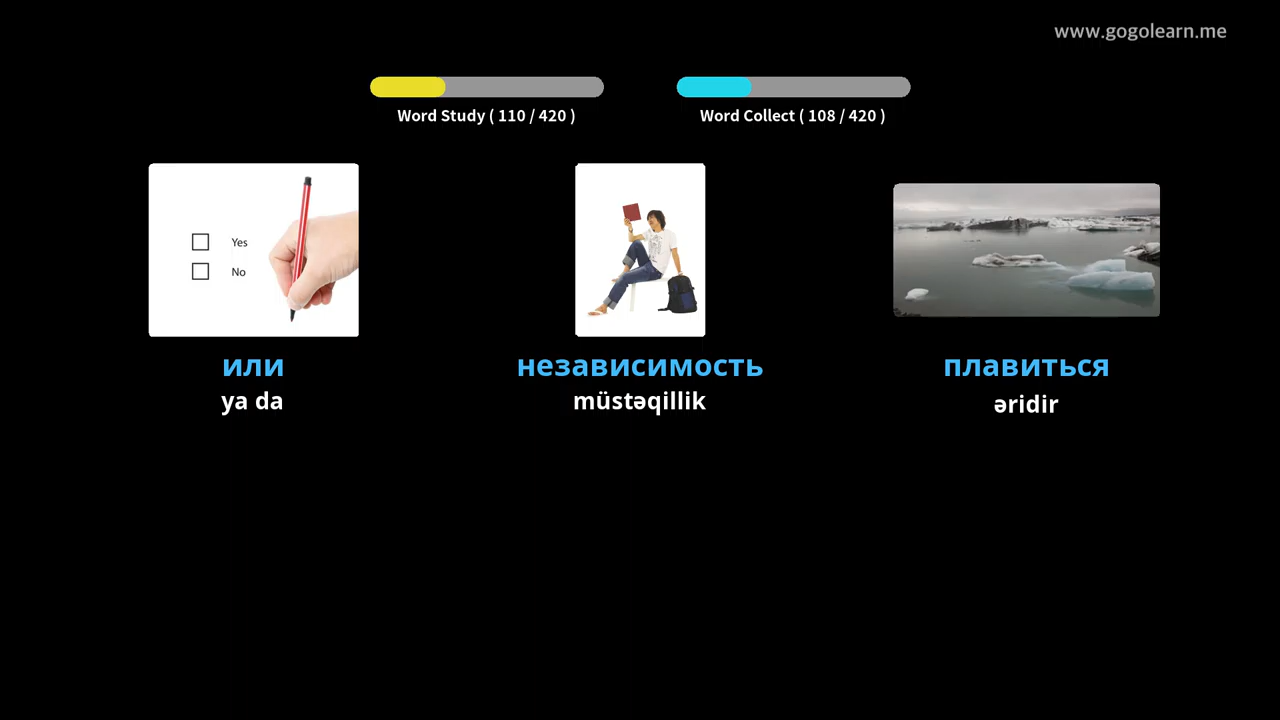 www.gogolearn.me
Word Study ( 110 / 420 )
Word Collect ( 108 / 420 )
Yes
No
или
ya da
независимость
müstəqillik
плавиться
əridir